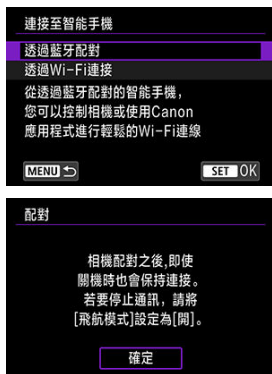 連接至智能手機
透過藍牙配對
透過Wi-Fi連接
從透過藍牙配對的智能手機，
您可以控制相機或使用Canon
應用程式進行輕鬆的Wi-Fi連線
MENU SET OK
配對
相機配對之後,即使
關機時也會保持連接。
若要停止通訊，請將
[飛航模式]設定為[開]。
確定